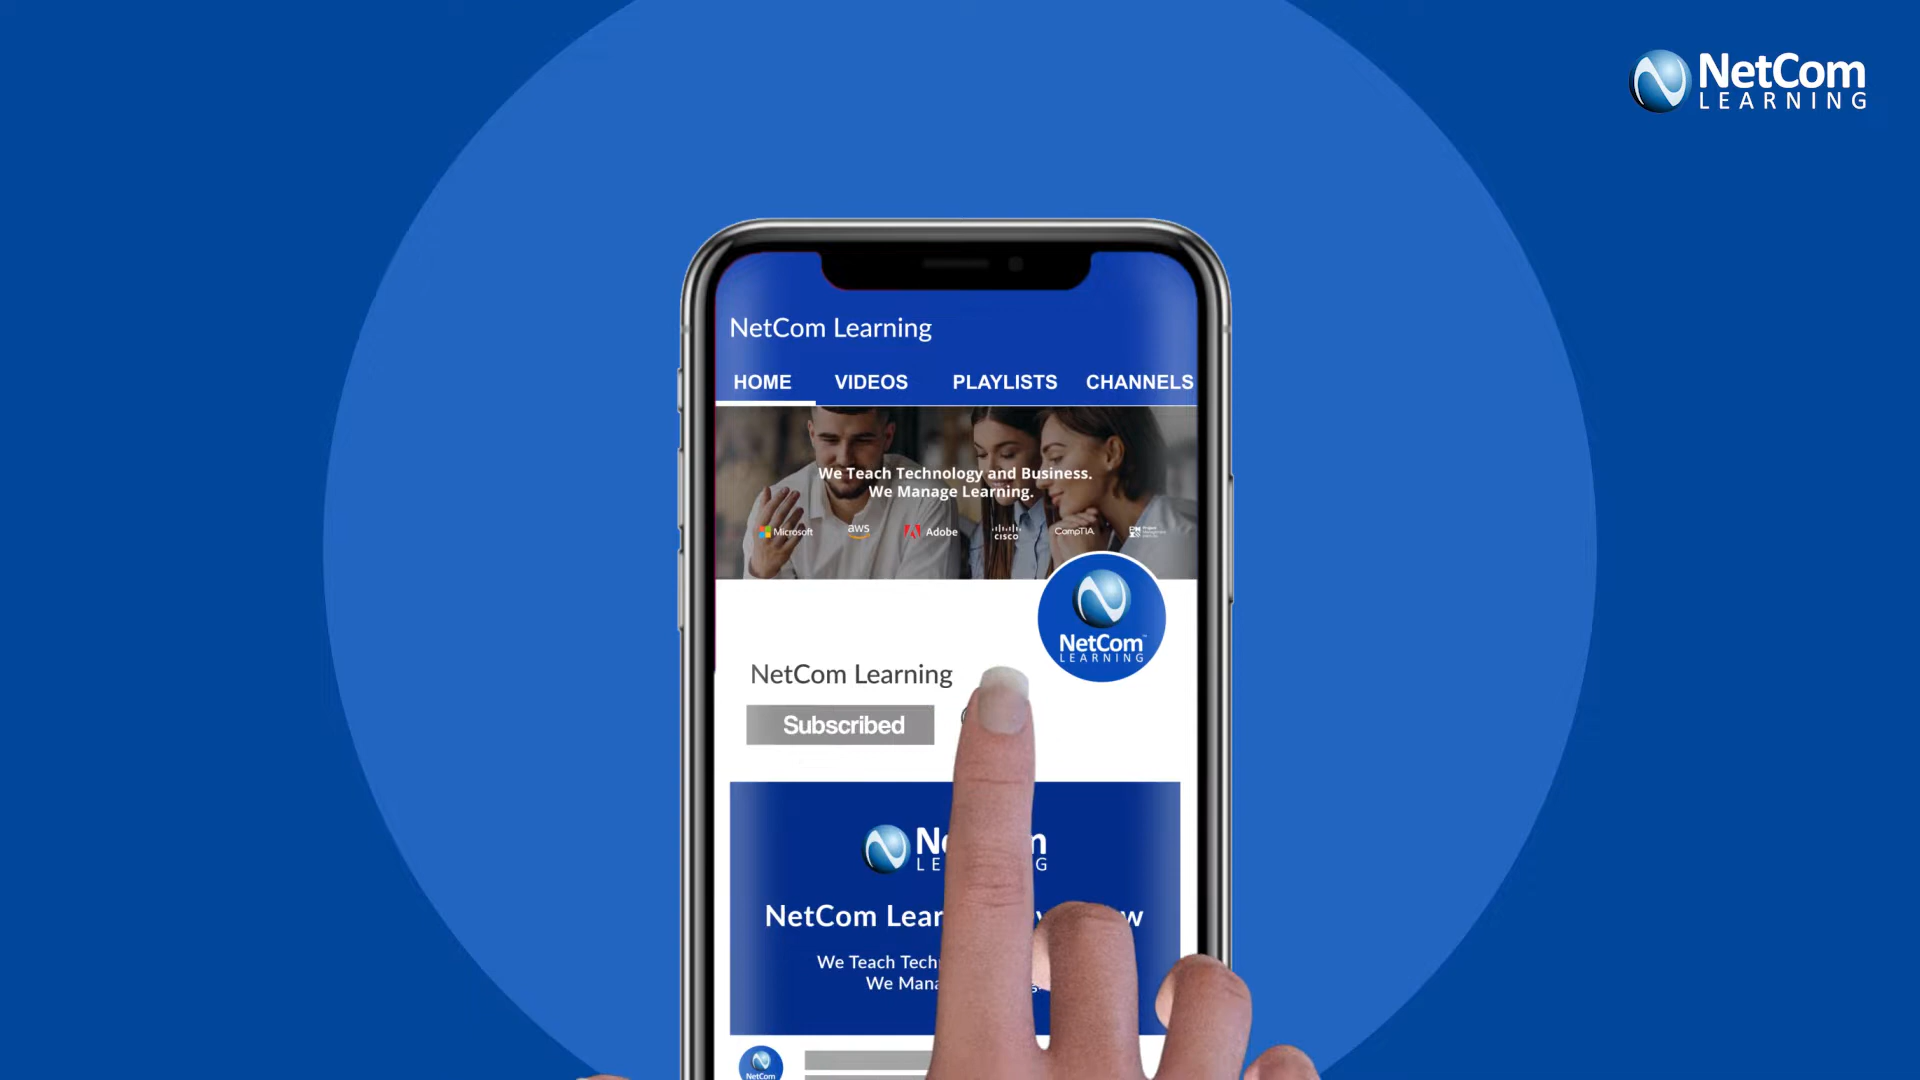 NetCom
LEARNING
NetCom Learning
HOME VIDEOS PLAYLISTS CHANNELS
We Teach Technology and Business.
We Manage Learning.
Microsoft aws Adobe CISCO CompTIA
NetCom
LEARNING
NetCom Learning
Subscribed
NetCom Lear
We Teach Tech
We Mana
NetCom